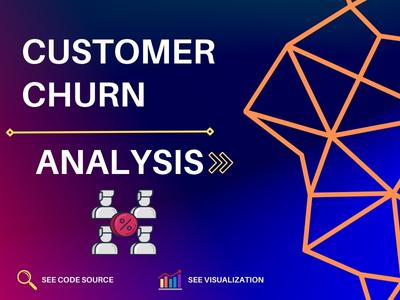 CUSTOMER
CHURN
ANALYSIS
%
SEE CODE SOURCE
SEE VISUALIZATION